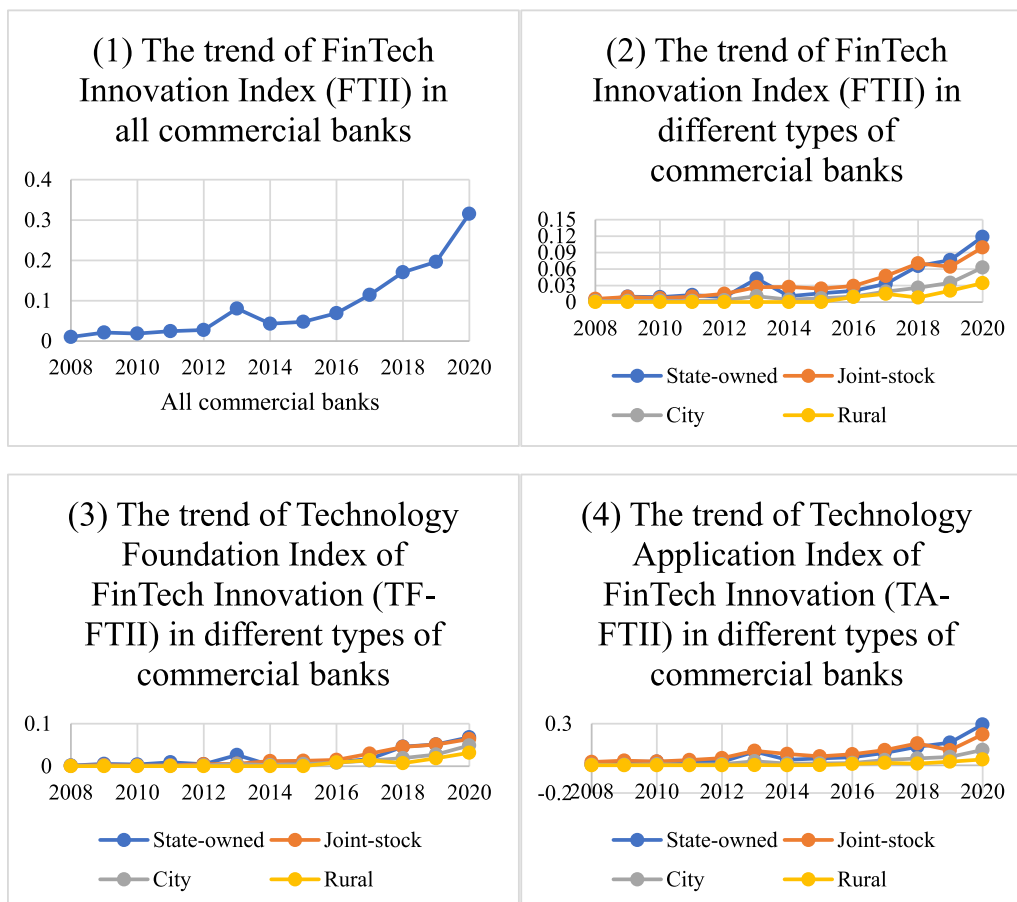 (1) The trend of FinTech
Innovation Index (FTII) in
all commercial banks
0.4
0.3
0.2
0.1
0
2008 2010 2012 2014 2016 2018 2020
All commercial banks
(2) The trend of FinTech
Innovation Index (FTII) in
different types of
commercial banks
0.15
0.12
0.09
0.06
0.03
0
2008 2010 2012 2014 2016 2018 2020
State-owned Joint-stock
City Rural
(3) The trend of Technology
Foundation Index of
FinTech Innovation (TF-
FTII) in different types of
commercial banks
0.1
0
2008 2010 2012 2014 2016 2018 2020
State-owned Joint-stock
City Rural
(4) The trend of Technology
Application Index of
FinTech Innovation (TA-
FTII) in different types of
commercial banks
0.3
-0.2
2008 2010 2012 2014 2016 2018 2020
State-owned Joint-stock
City Rural